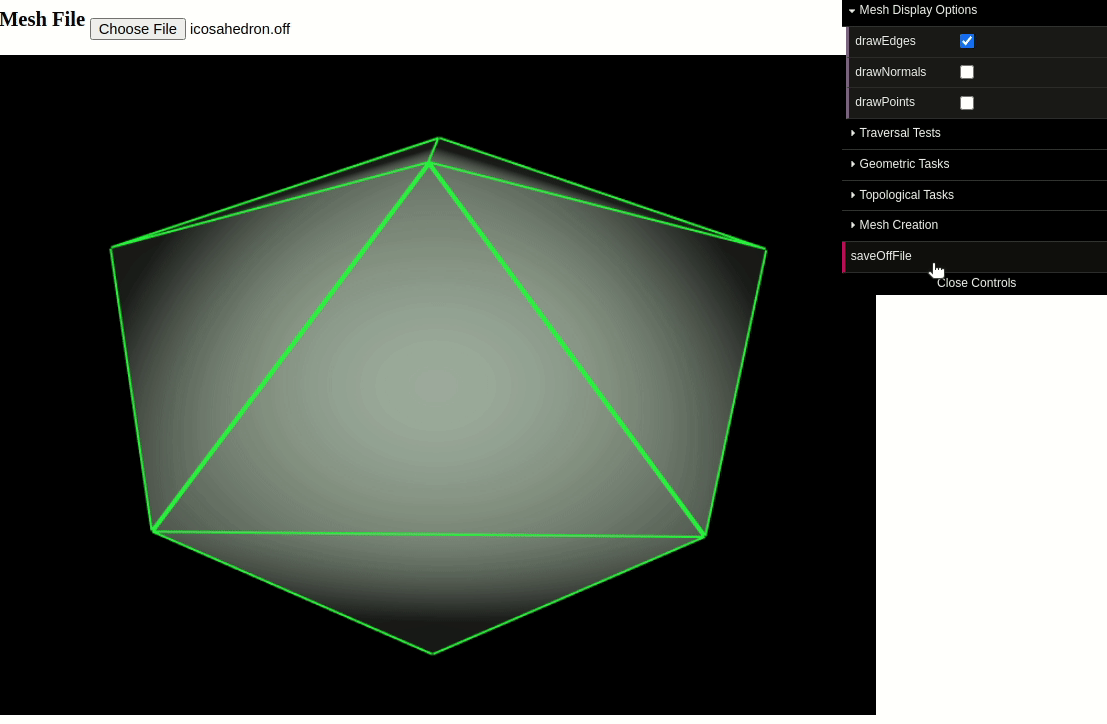 Mesh File Choose File icosahedron.off
Mesh Display Options
drawEdges
drawNormals
drawPoints
Traversal Tests
Geometric Tasks
Topological Tasks
Mesh Creation
saveOffFile
Close Controls